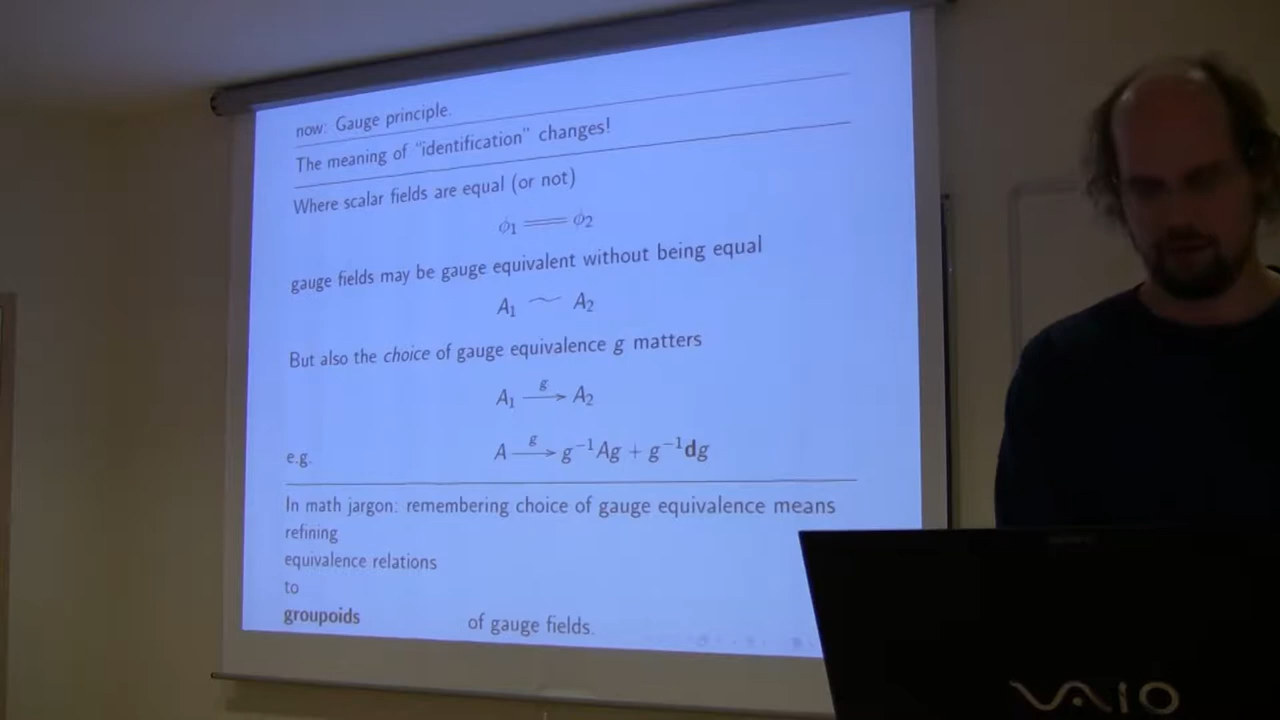 now: Gauge principle.
The meaning of "identification" changes!
Where scalar fields are equal (or not)
ϕ₁ ═══ ϕ₂
gauge fields may be gauge equivalent without being equal
A₁ ∼ A₂
But also the choice of gauge equivalence g matters
A₁ —g→ A₂
e.g. A —g→ g⁻¹Ag + g⁻¹dg
In math jargon: remembering choice of gauge equivalence means
refining
equivalence relations
to
groupoids of gauge fields.
VAIO